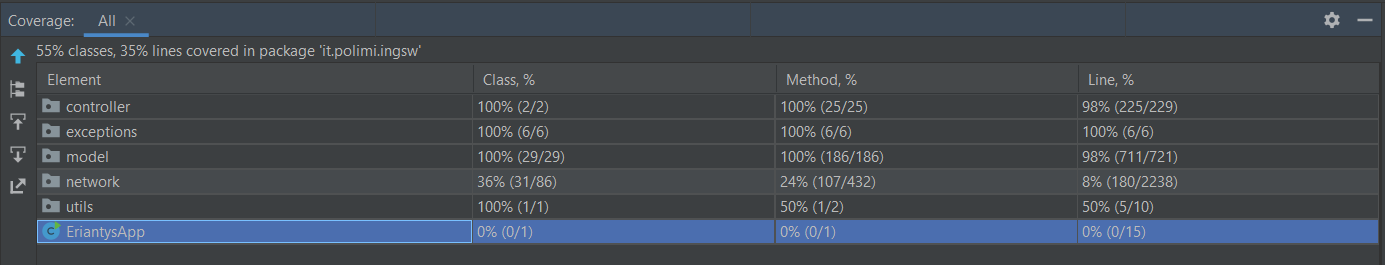 Coverage: All
55% classes, 35% lines covered in package 'it.polimi.ingsw'
Element Class, % Method, % Line, %
controller 100% (2/2) 100% (25/25) 98% (225/229)
exceptions 100% (6/6) 100% (6/6) 100% (6/6)
model 100% (29/29) 100% (186/186) 98% (711/721)
network 36% (31/86) 24% (107/432) 8% (180/2238)
utils 100% (1/1) 50% (1/2) 50% (5/10)
C EriantysApp 0% (0/1) 0% (0/1) 0% (0/15)